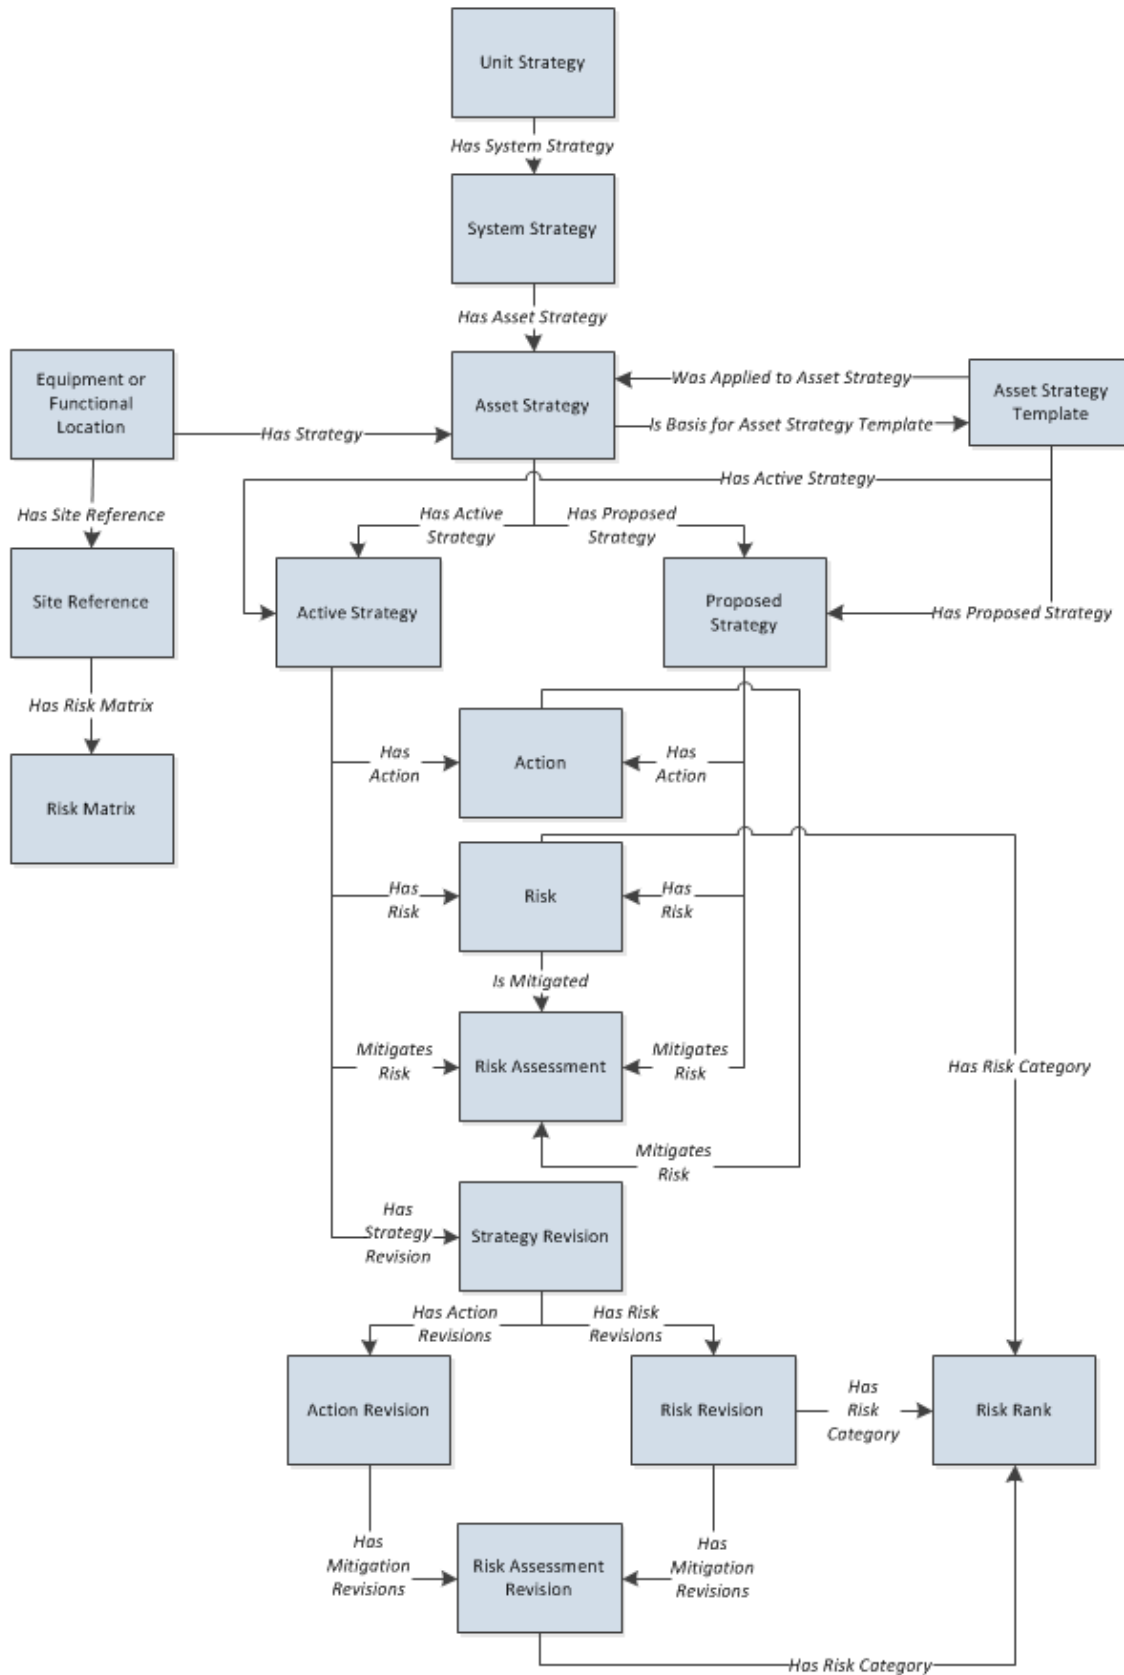 Unit Strategy
Has System Strategy
System Strategy
Has Asset Strategy
Equipment or
Functional
Location
Asset Strategy
Was Applied to Asset Strategy
Is Basis for Asset Strategy Template
Asset Strategy
Template
Has Strategy
Has Active Strategy
Has Site Reference
Has Active
Strategy
Has Proposed
Strategy
Site Reference
Active Strategy
Proposed
Strategy
Has Proposed Strategy
Has Risk Matrix
Risk Matrix
Has
Action
Action
Has
Action
Has
Risk
Risk
Has
Risk
Is Mitigated
Mitigates
Risk
Risk Assessment
Mitigates
Risk
Has Risk Category
Mitigates
Risk
Has
Strategy
Revision
Strategy Revision
Has Action
Revisions
Has Risk
Revisions
Action Revision
Risk Revision
Has
Risk
Category
Risk Rank
Has
Mitigation
Revisions
Risk Assessment
Revision
Has
Mitigation
Revisions
Has Risk Category